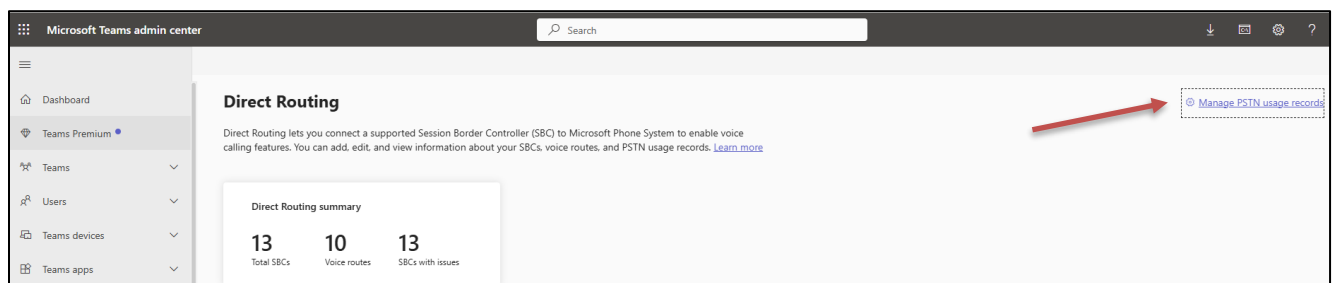 Microsoft Teams admin center
Search
Dashboard
Teams Premium
Teams
Users
Teams devices
Teams apps
Direct Routing
Manage PSTN usage records
Direct Routing lets you connect a supported Session Border Controller (SBC) to Microsoft Phone System to enable voice
calling features. You can add, edit, and view information about your SBCs, voice routes, and PSTN usage records. Learn more
Direct Routing summary
13 10 13
Total SBCs Voice routes SBCs with issues